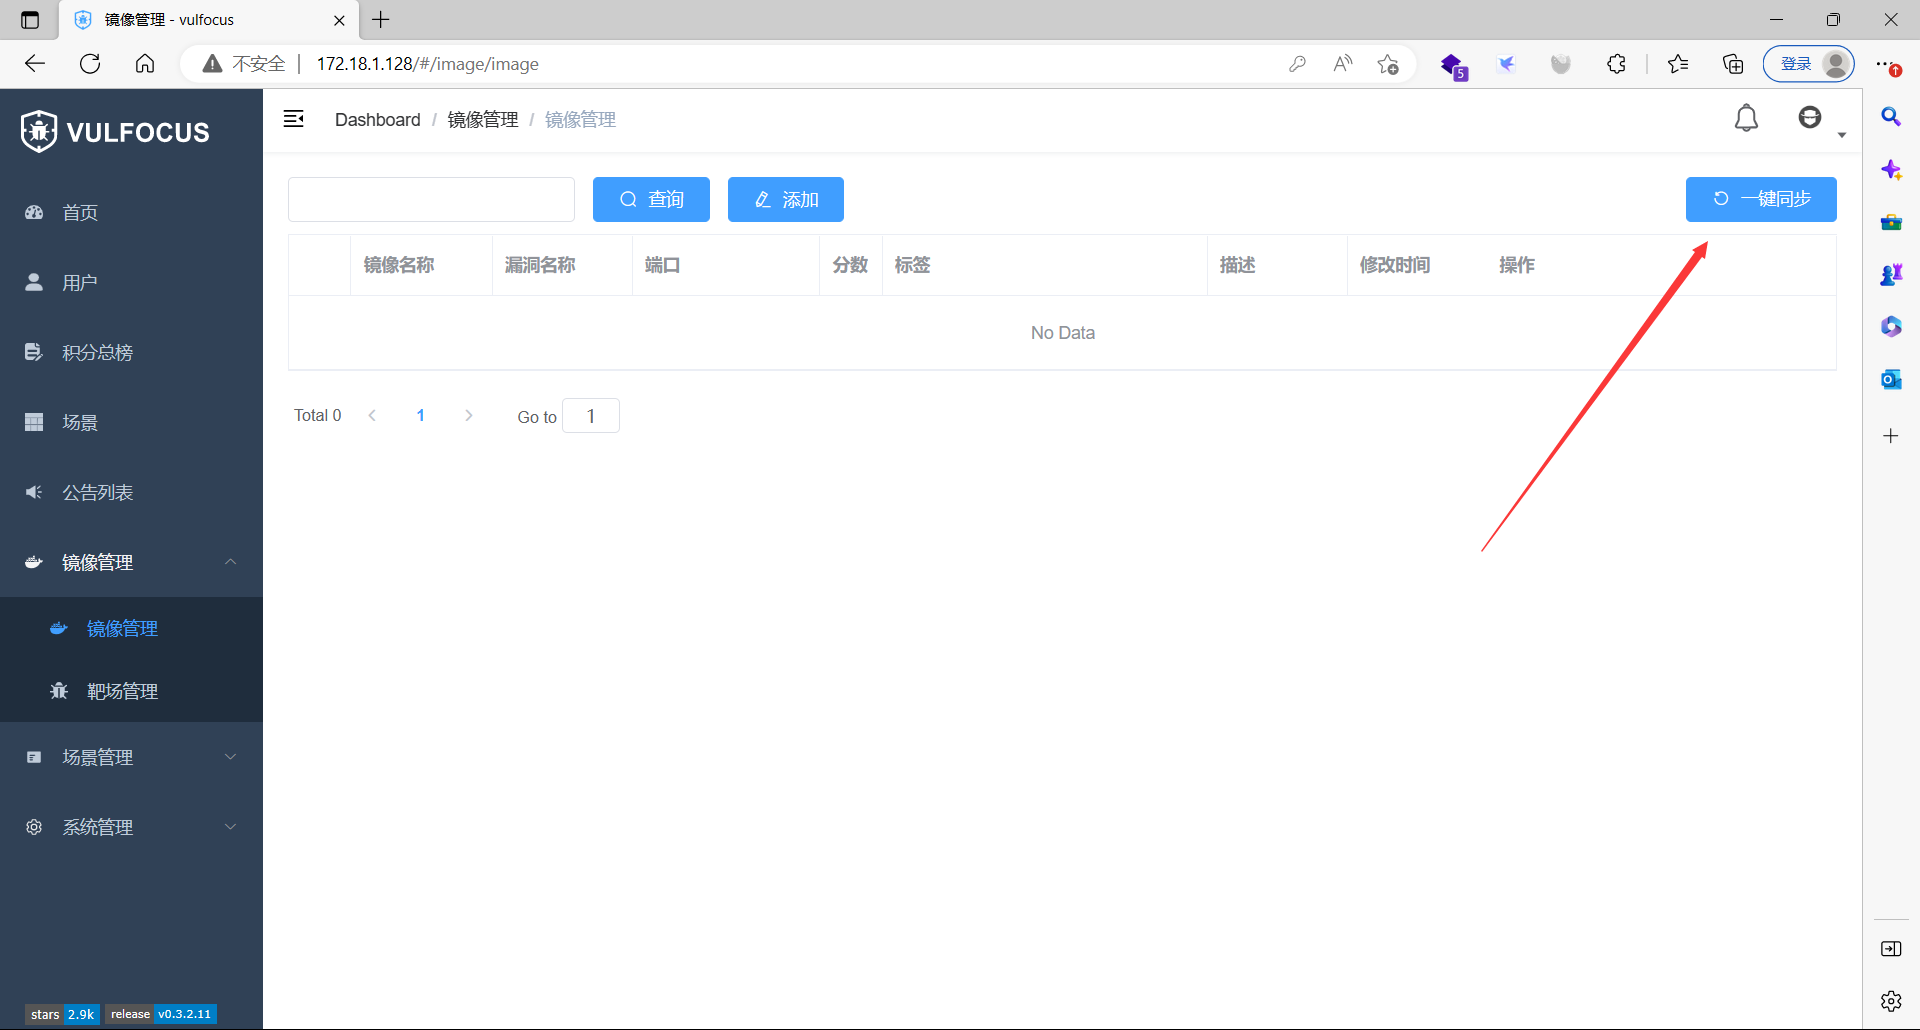 镜像管理 - vulfocus
不安全 172.18.1.128/#/image/image
5
登录
VULFOCUS
Dashboard / 镜像管理 / 镜像管理
首页
用户
积分总榜
场景
公告列表
镜像管理
镜像管理
靶场管理
场景管理
系统管理
stars 2.9k release v0.3.2.11
查询 添加 一键同步
镜像名称 漏洞名称 端口 分数 标签 描述 修改时间 操作
No Data
Total 0 1 Go to 1